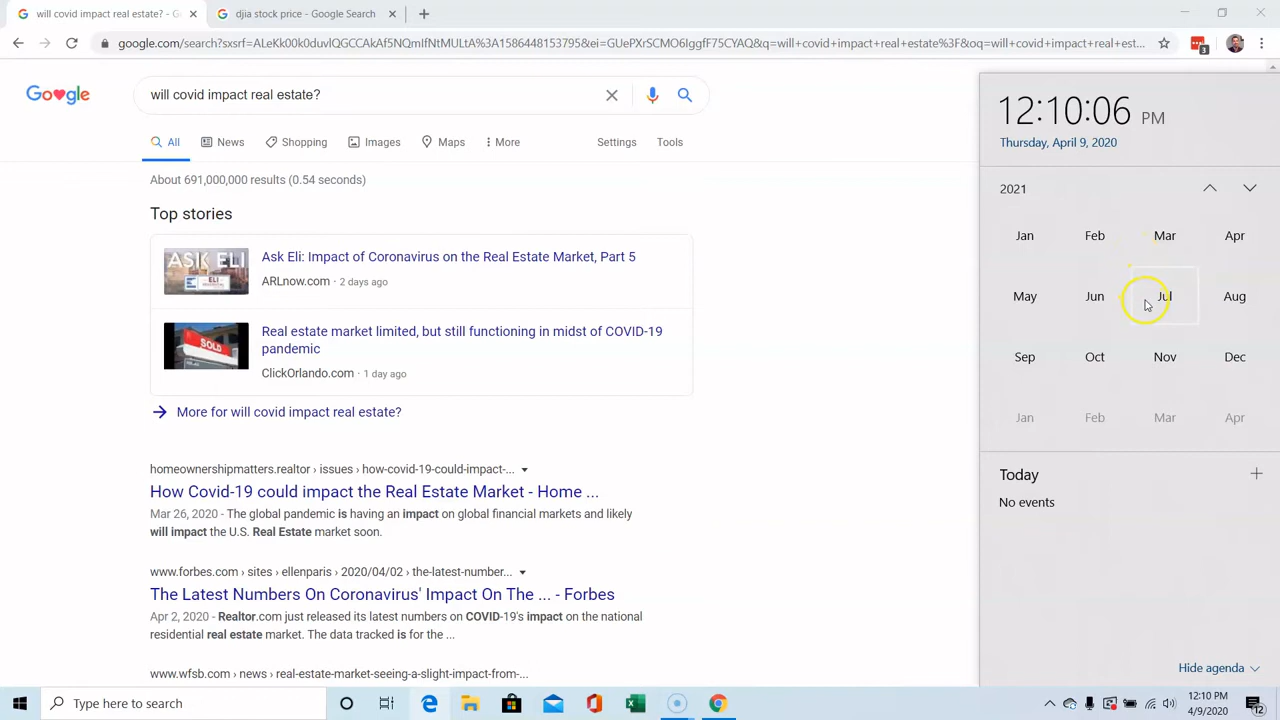 will covid impact real estate? - G
djia stock price - Google Search
google.com/search?sxsrf=ALeKk00k0duvlQGCCAkAf5NQmIfNtMULtA:1586448153795&ei=GUePXrSCMO6IggfF75CYAQ&q=will+covid+impact+real+estate%3F&oq=will+covid+impact+real+est...
3
Google
will covid impact real estate?
All
News
Shopping
Images
Maps
More
Settings
Tools
About 691,000,000 results (0.54 seconds)
Top stories
ASK ELI
ELI
Ask Eli: Impact of Coronavirus on the Real Estate Market, Part 5
ARLnow.com · 2 days ago
SOLD
Real estate market limited, but still functioning in midst of COVID-19
pandemic
ClickOrlando.com · 1 day ago
More for will covid impact real estate?
homeownershipmatters.realtor › issues › how-covid-19-could-impact-...
How Covid-19 could impact the Real Estate Market - Home ...
Mar 26, 2020 - The global pandemic is having an impact on global financial markets and likely
will impact the U.S. Real Estate market soon.
www.forbes.com › sites › ellenparis › 2020/04/02 › the-latest-number...
The Latest Numbers On Coronavirus' Impact On The ... - Forbes
Apr 2, 2020 - Realtor.com just released its latest numbers on COVID-19's impact on the national
residential real estate market. The data tracked is for the ...
www.wfsb.com › news › real-estate-market-seeing-a-slight-impact-from-...
12:10:06 PM
Thursday, April 9, 2020
2021
Jan Feb Mar Apr
May Jun Jul Aug
Sep Oct Nov Dec
Jan Feb Mar Apr
Today
No events
Hide agenda
Type here to search
12:10 PM
4/9/2020
12